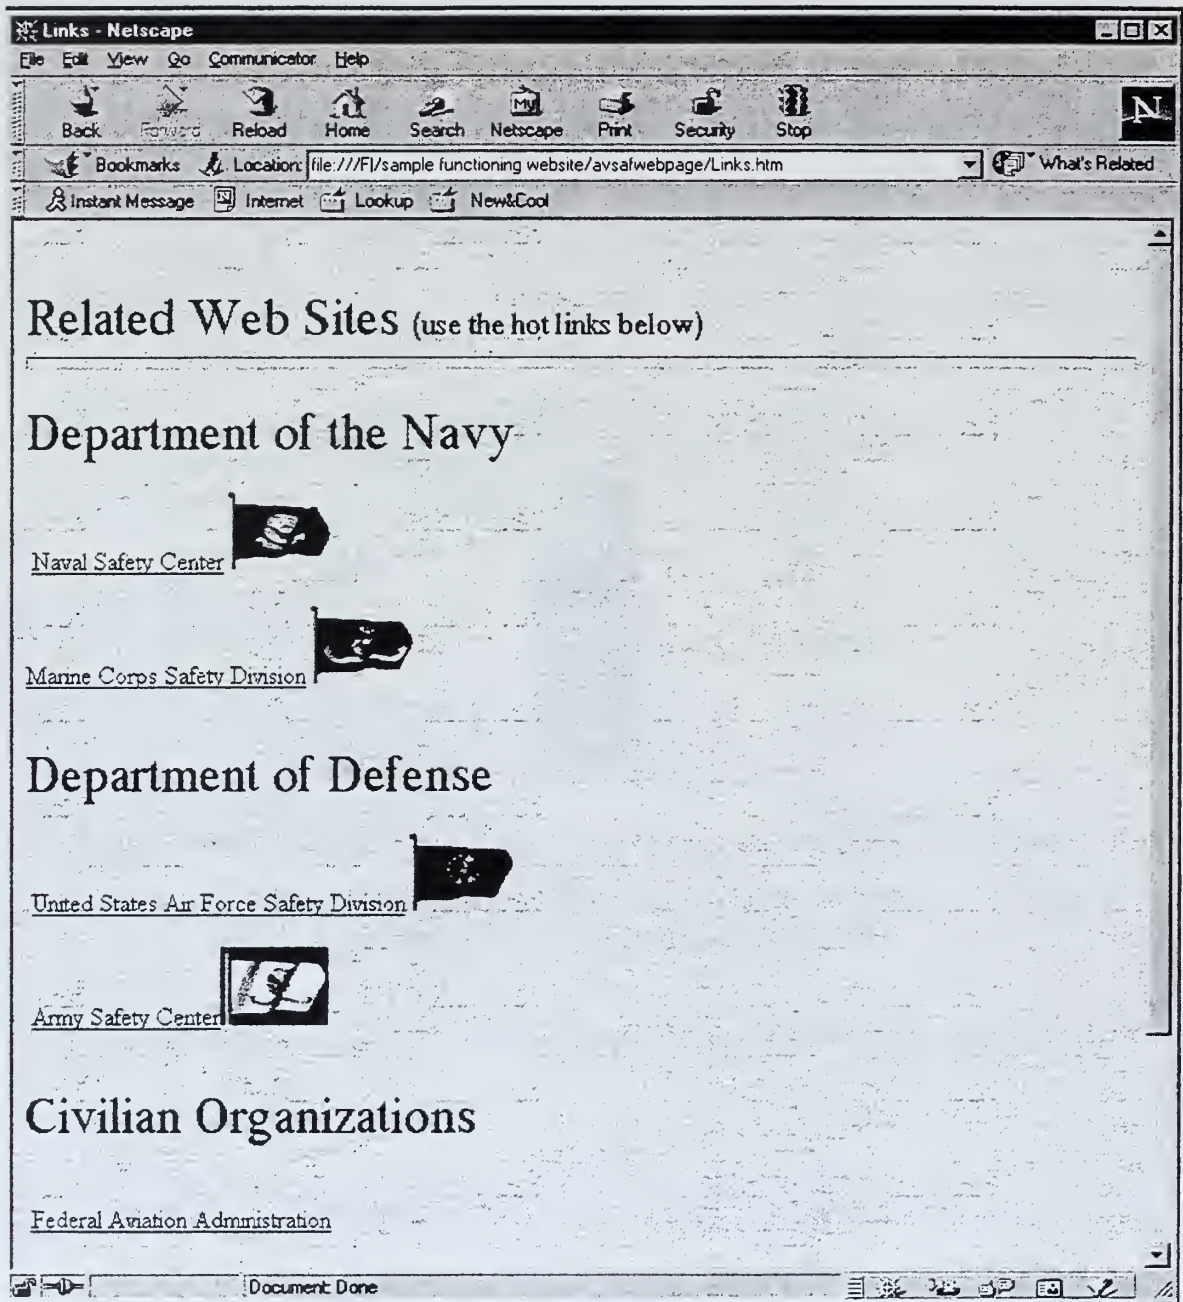 Links - Netscape
File Edit View Go Communicator Help
Back Forward Reload Home Search Netscape Print Security Stop
My
N
Bookmarks Location: file:///F|/sample functioning website/avsafwebpage/Links.htm What's Related
Instant Message Internet Lookup New&Cool
Related Web Sites (use the hot links below)
Department of the Navy
Naval Safety Center
Marine Corps Safety Division
Department of Defense
United States Air Force Safety Division
Army Safety Center
Civilian Organizations
Federal Aviation Administration
Document: Done